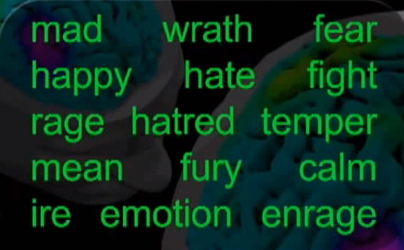 mad wrath fear
happy hate fight
rage hatred temper
mean fury calm
ire emotion enrage